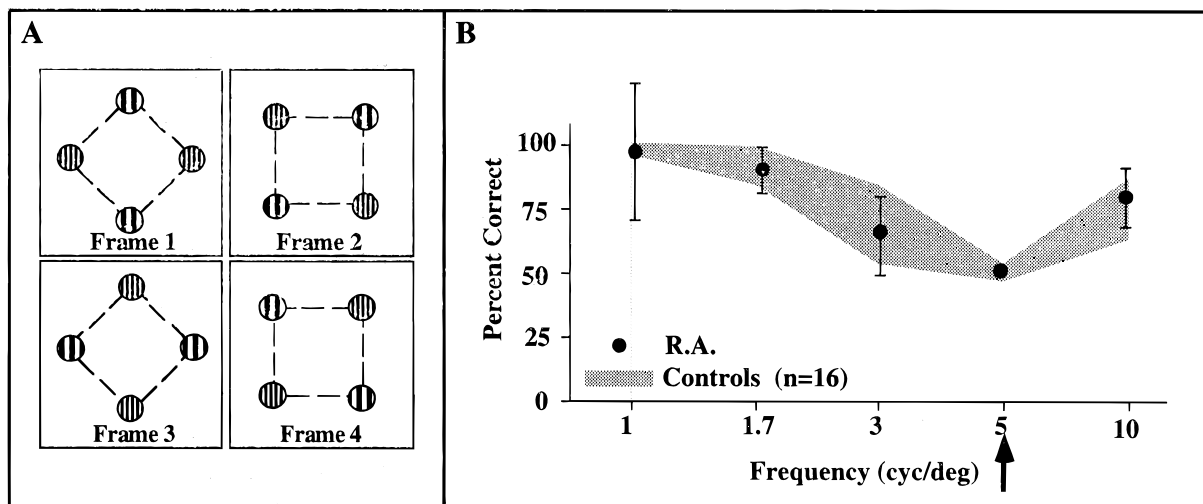 A
Frame 1
Frame 2
Frame 3
Frame 4
B
Percent Correct
100
75
50
25
0
R.A.
Controls (n=16)
1 1.7 3 5 10
Frequency (cyc/deg)